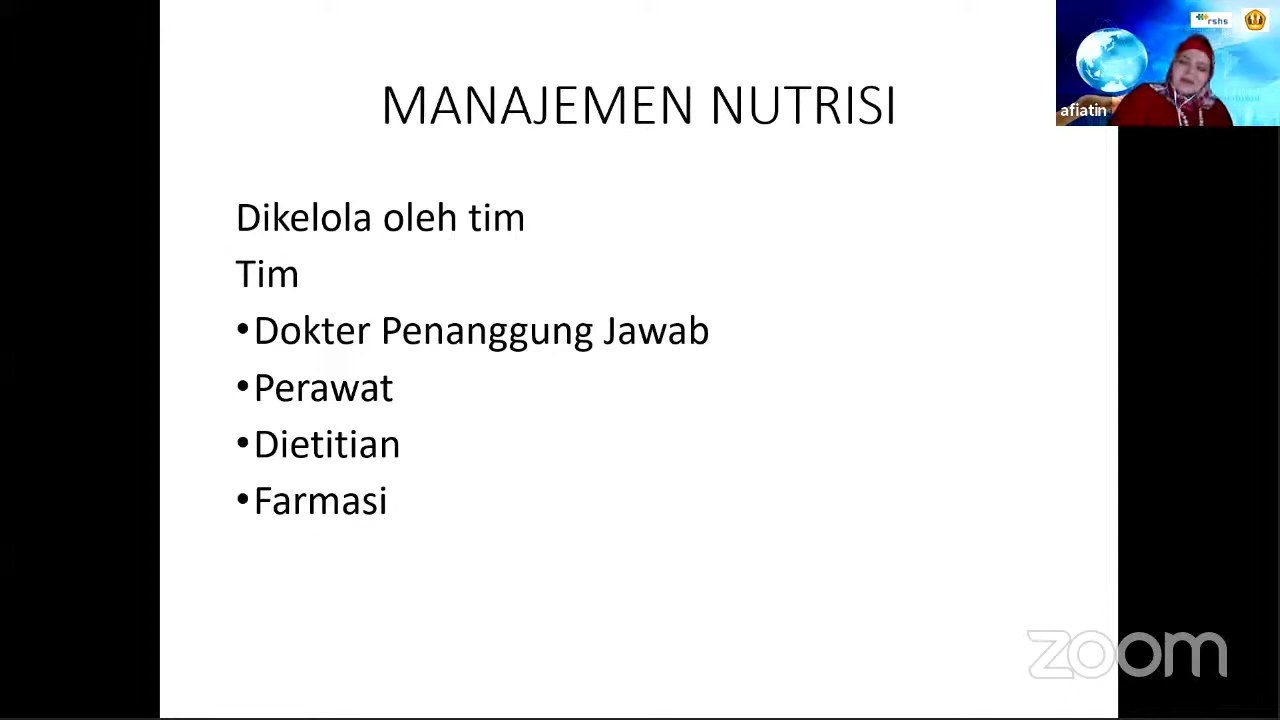 rshs
afiatin
MANAJEMEN NUTRISI
Dikelola oleh tim
Tim
•Dokter Penanggung Jawab
•Perawat
•Dietitian
•Farmasi
zoom